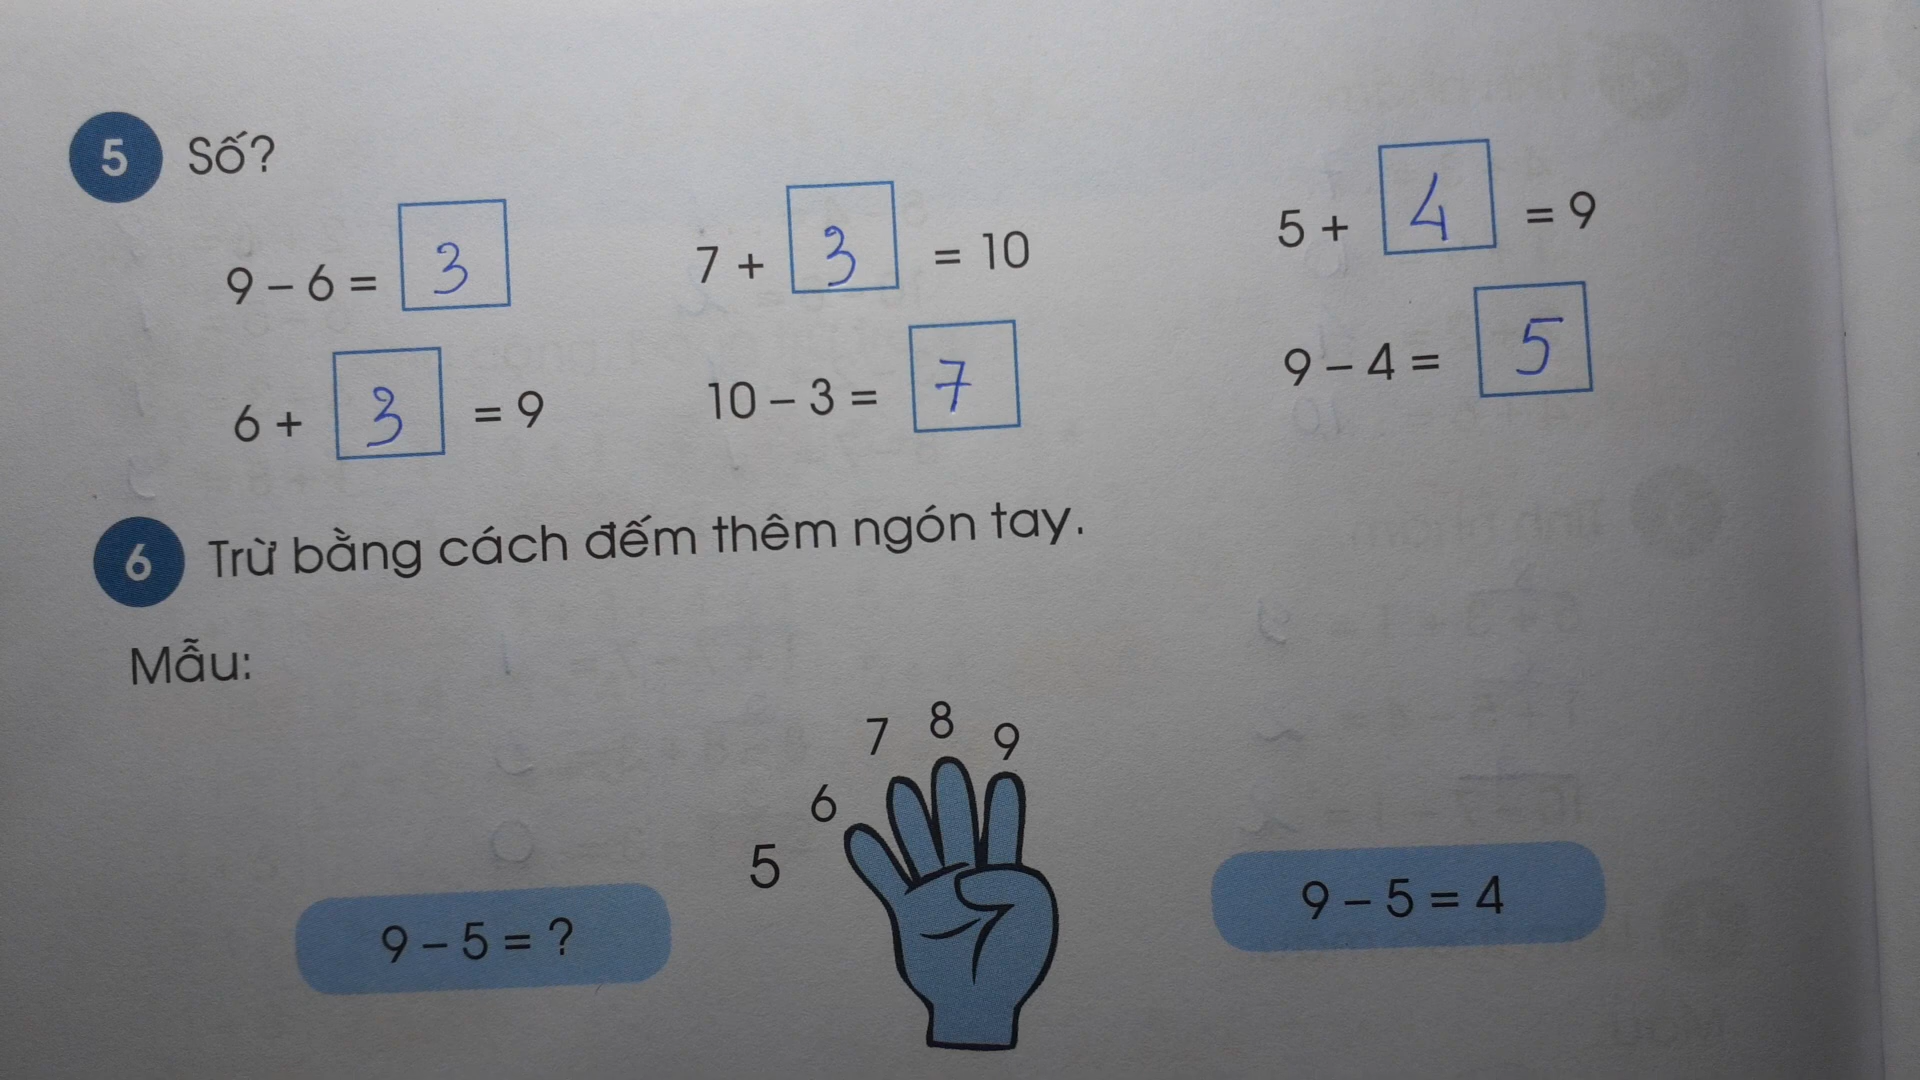 5 Số?
9 – 6 = 3 7 + 3 = 10 5 + 4 = 9
6 + 3 = 9 10 – 3 = 7 9 – 4 = 5
6 Trừ bằng cách đếm thêm ngón tay.
Mẫu:
5 6 7 8 9
9 – 5 = ? 9 – 5 = 4